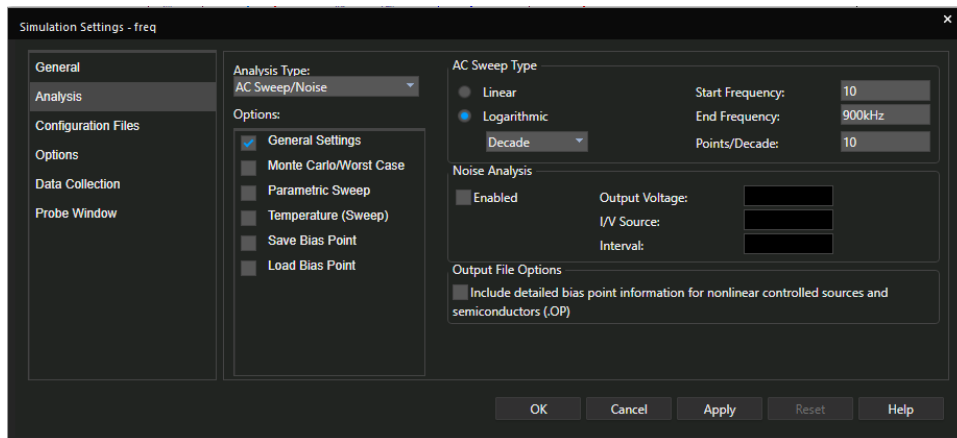 Simulation Settings - freq
×
General
Analysis
Configuration Files
Options
Data Collection
Probe Window
Analysis Type:
AC Sweep/Noise
Options:
General Settings
Monte Carlo/Worst Case
Parametric Sweep
Temperature (Sweep)
Save Bias Point
Load Bias Point
AC Sweep Type
Linear
Logarithmic
Decade
Start Frequency: 10
End Frequency: 900kHz
Points/Decade: 10
Noise Analysis
Enabled
Output Voltage:
I/V Source:
Interval:
Output File Options
Include detailed bias point information for nonlinear controlled sources and
semiconductors (.OP)
OK Cancel Apply Reset Help